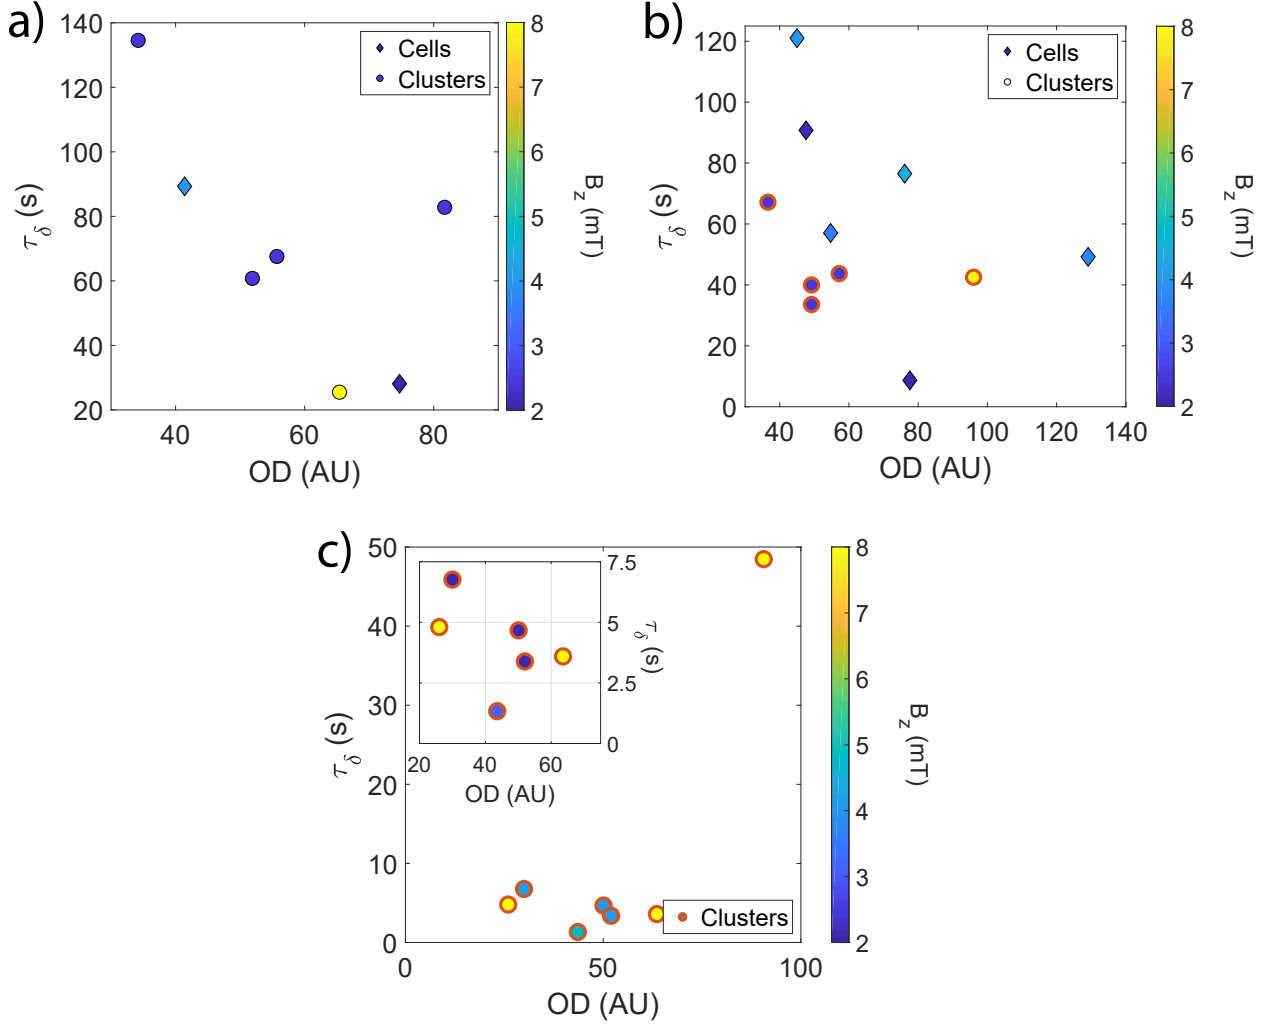 a)
140
120
100
80
60
40
20
τδ (s)
40 60 80
OD (AU)
Cells
Clusters
8
7
6
5
4
3
2
Bz (mT)
b)
120
100
80
60
40
20
0
τδ (s)
40 60 80 100 120 140
OD (AU)
Cells
Clusters
8
7
6
5
4
3
2
Bz (mT)
c)
50
40
30
20
10
0
τδ (s)
0 50 100
OD (AU)
7.5
5
2.5
0
τδ (s)
20 40 60
OD (AU)
Clusters
8
7
6
5
4
3
2
Bz (mT)